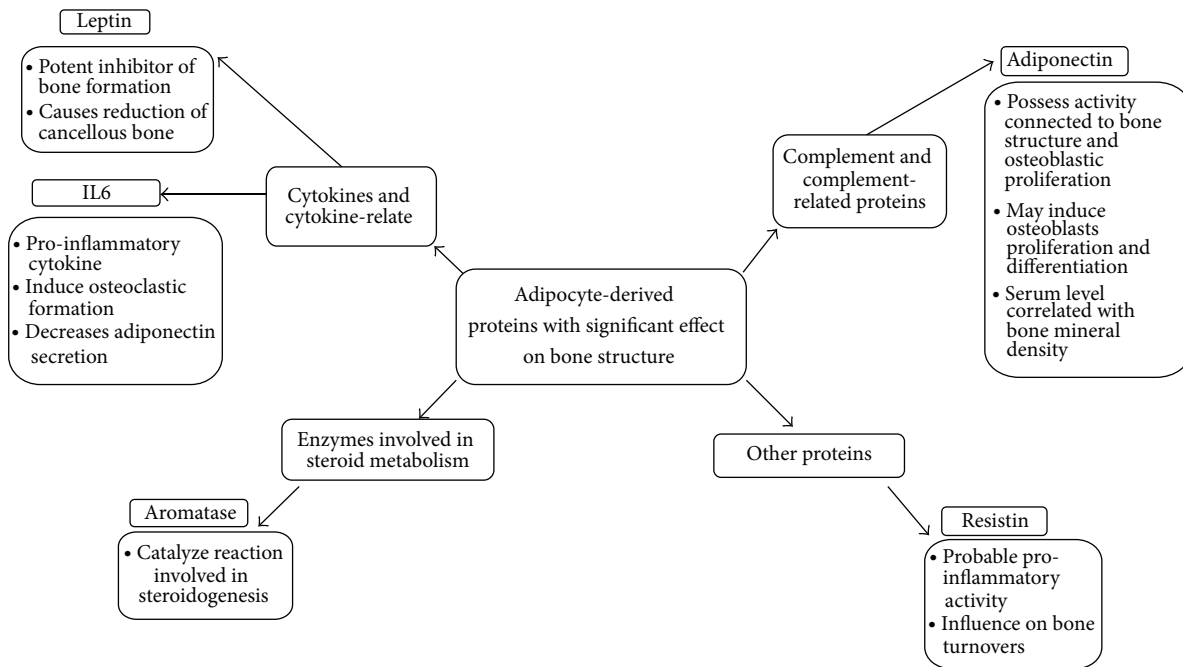 Leptin
• Potent inhibitor of
bone formation
• Causes reduction of
cancellous bone
IL6
• Pro-inflammatory
cytokine
• Induce osteoclastic
formation
• Decreases adiponectin
secretion
Cytokines and
cytokine-relate
Adiponectin
• Possess activity
connected to bone
structure and
osteoblastic
proliferation
• May induce
osteoblasts
proliferation and
differentiation
• Serum level
correlated with
bone mineral
density
Complement and
complement-
related proteins
Adipocyte-derived
proteins with significant effect
on bone structure
Enzymes involved in
steroid metabolism
Aromatase
• Catalyze reaction
involved in
steroidogenesis
Other proteins
Resistin
• Probable pro-
inflammatory
activity
• Influence on bone
turnovers